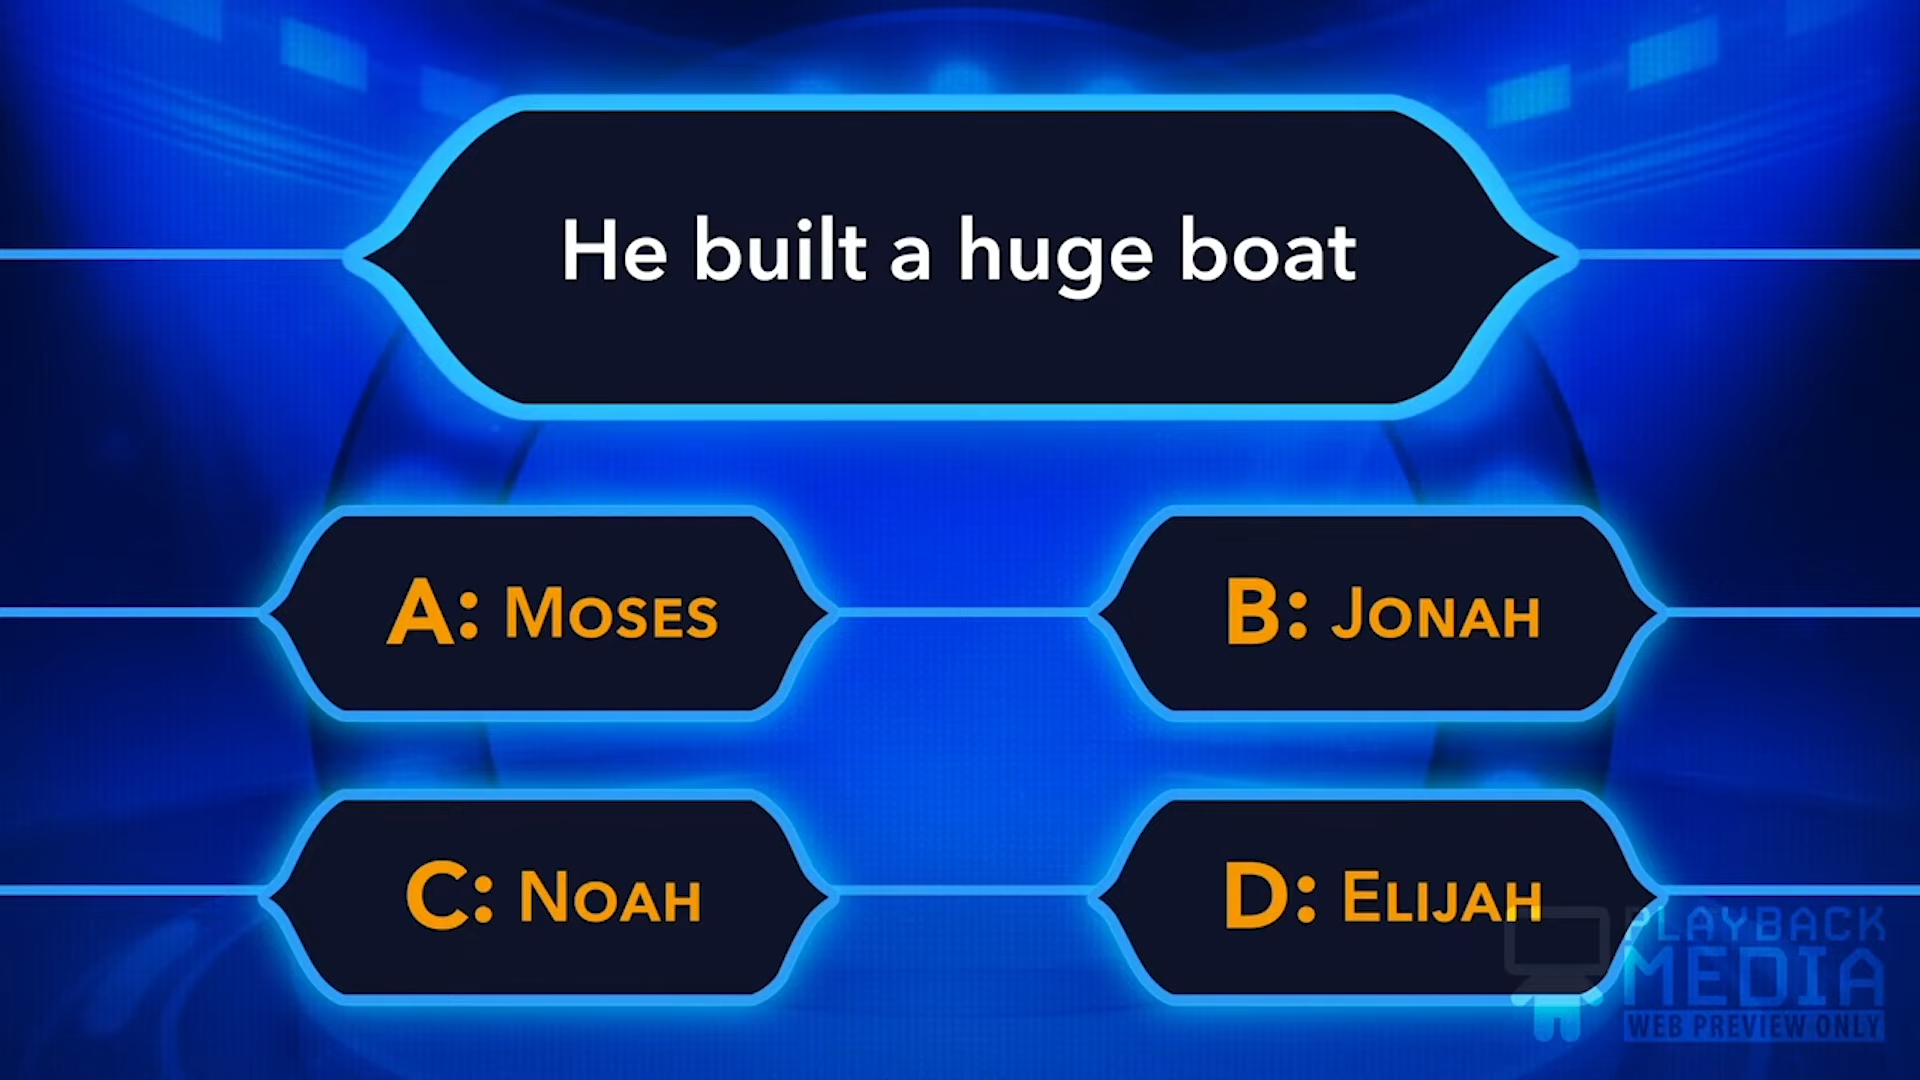 He built a huge boat
A: MOSES
B: JONAH
C: NOAH
D: ELIJAH
PLAYBACK
MEDIA
WEB PREVIEW ONLY